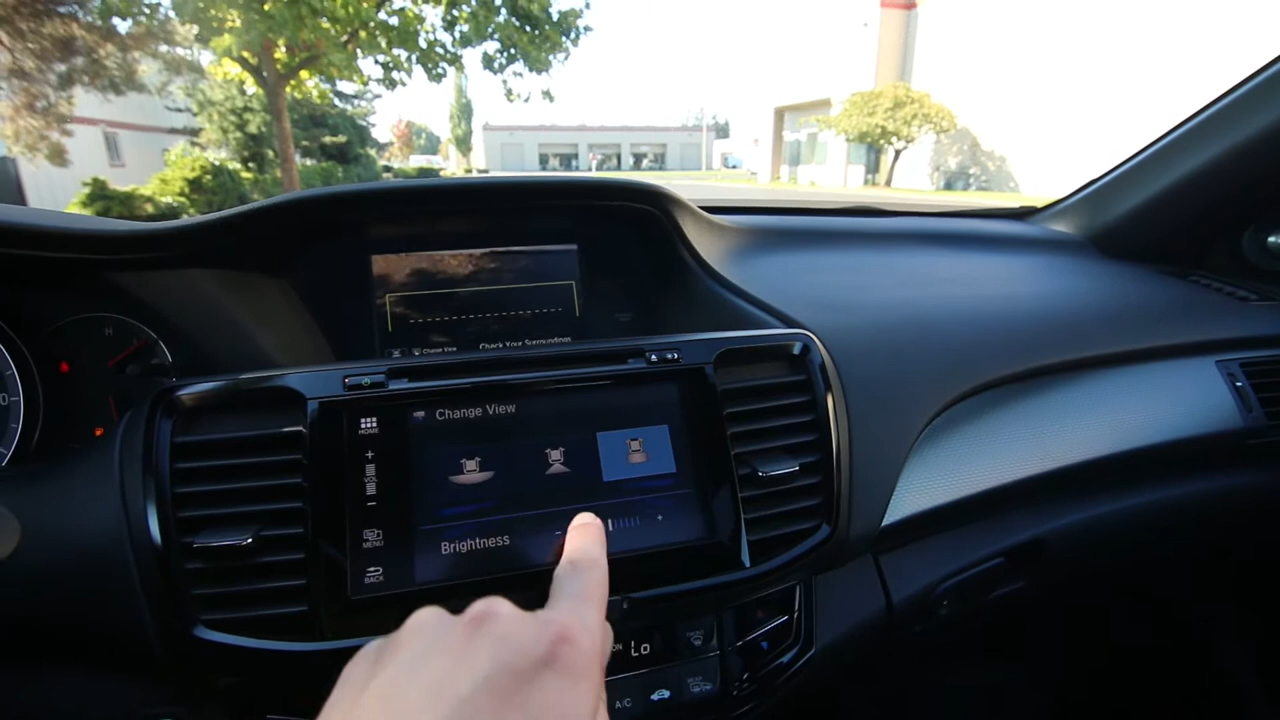 H
Change View
Check Your Surroundings
HOME
Change View
+
VOL
-
- +
MENU
Brightness
BACK
Lo
A/C